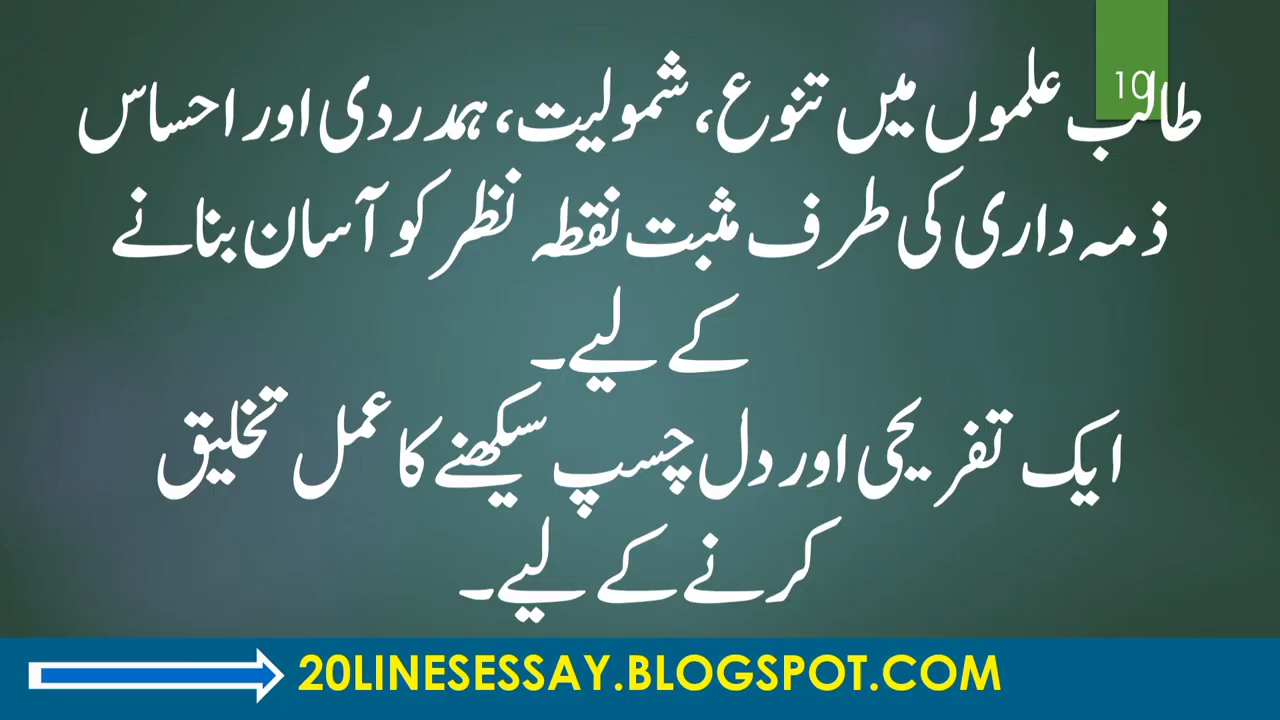 10
طالب علموں میں تنوع، شمولیت، ہمدردی اور احساس
ذمہ داری کی طرف مثبت نقطہ نظر کو آسان بنانے
کے لیے۔
ایک تفریحی اور دل چسپ سیکھنے کا عمل تخلیق
کرنے کے لیے۔
20LINESESSAY.BLOGSPOT.COM